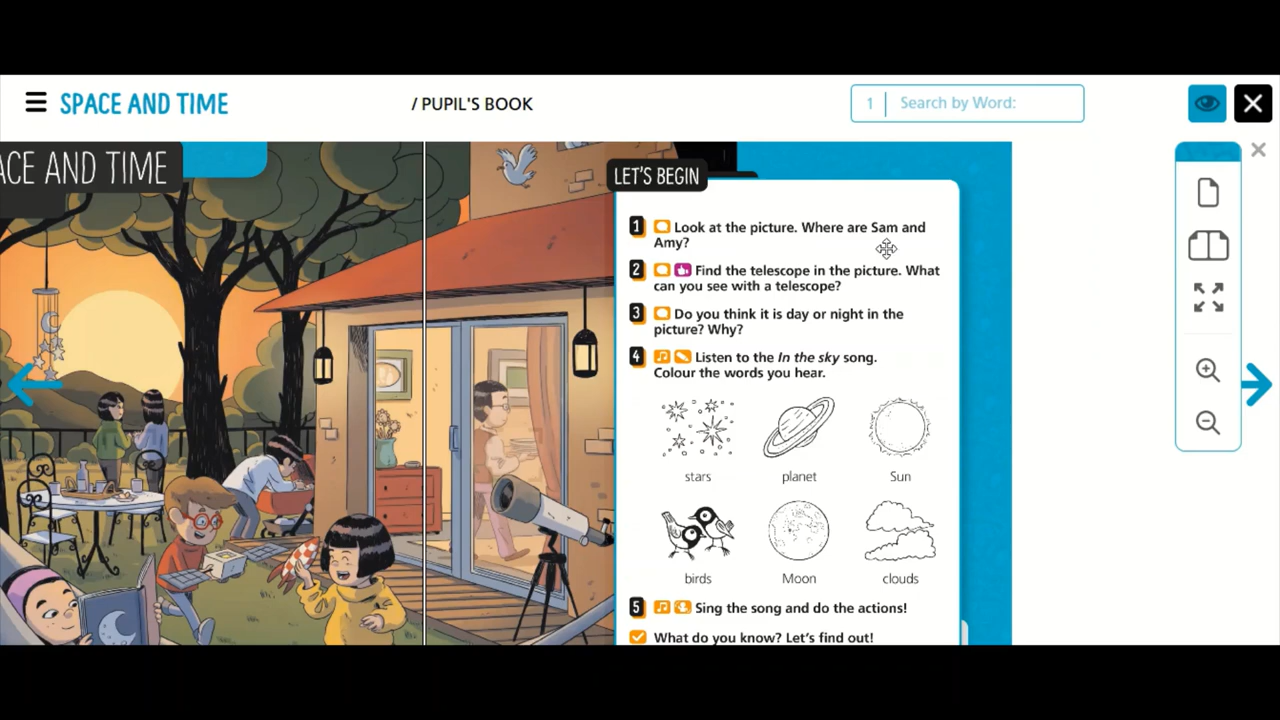 SPACE AND TIME
/ PUPIL'S BOOK
1
Search by Word:
ACE AND TIME
LET'S BEGIN
1 Look at the picture. Where are Sam and
Amy?
2 Find the telescope in the picture. What
can you see with a telescope?
3 Do you think it is day or night in the
picture? Why?
4 Listen to the In the sky song.
Colour the words you hear.
stars
planet
Sun
birds
Moon
clouds
5 Sing the song and do the actions!
What do you know? Let's find out!